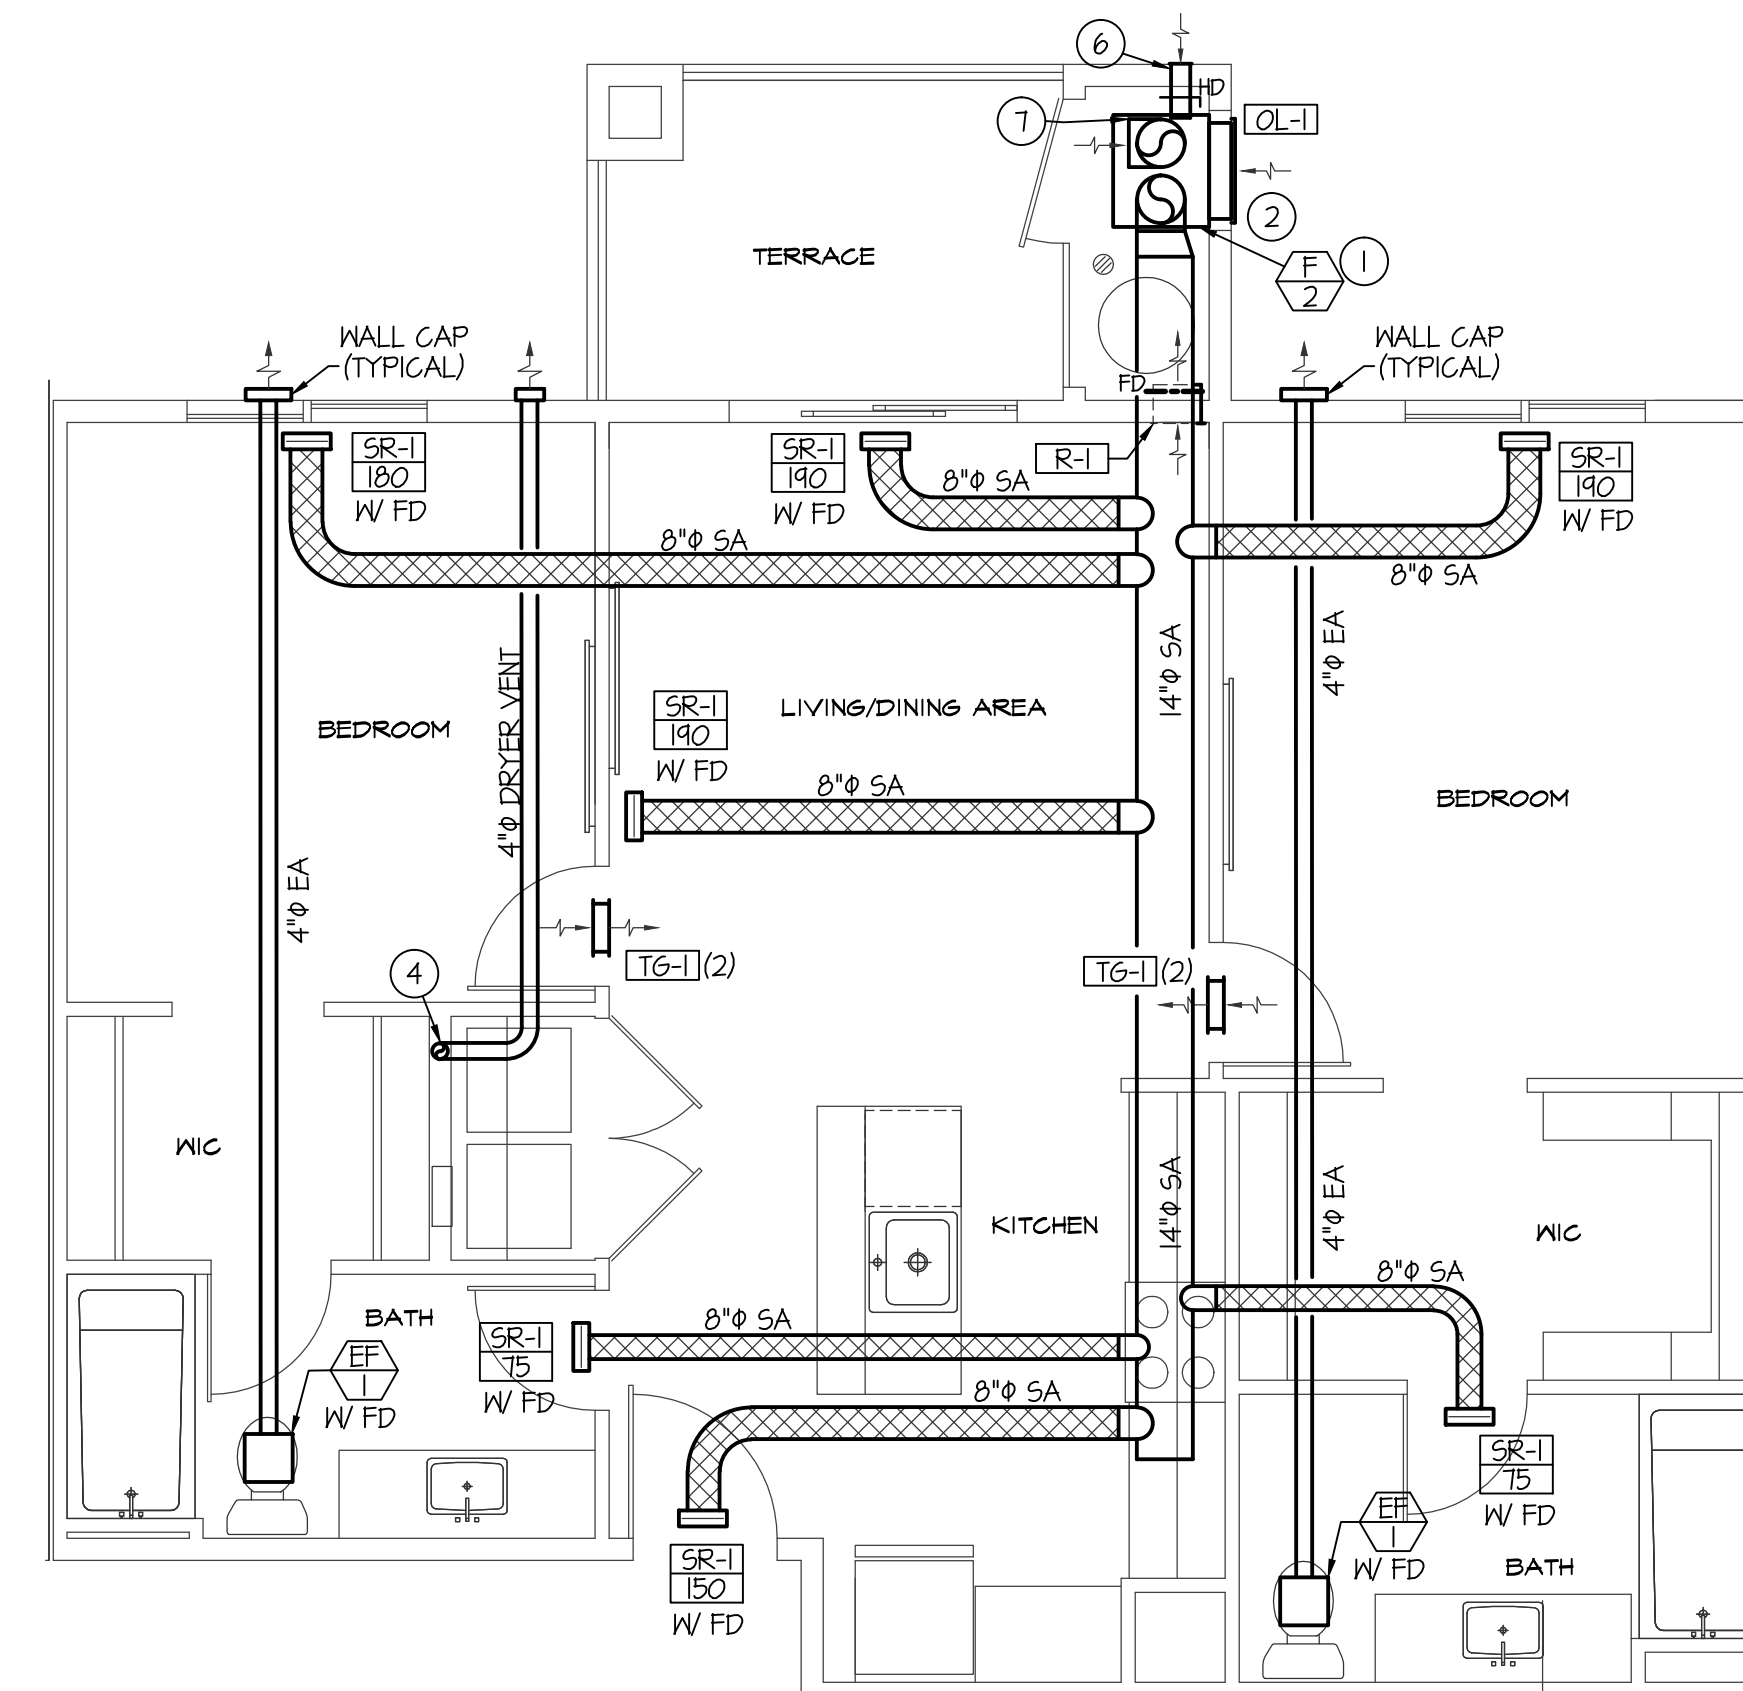 6
HD
7
OL-1
2
TERRACE
F
2
1
WALL CAP
(TYPICAL)
WALL CAP
(TYPICAL)
FD
SR-1
180
W/ FD
SR-1
190
W/ FD
R-1
SR-1
190
W/ FD
8"Φ SA
8"Φ SA
8"Φ SA
4"Φ DRYER VENT
14"Φ SA
4"Φ EA
SR-1
190
W/ FD
LIVING/DINING AREA
BEDROOM
8"Φ SA
BEDROOM
4"Φ EA
4
TG-1 (2)
TG-1 (2)
WIC
KITCHEN
14"Φ SA
4"Φ EA
WIC
8"Φ SA
BATH
8"Φ SA
SR-1
75
W/ FD
EF
1
W/ FD
8"Φ SA
SR-1
75
W/ FD
EF
1
W/ FD
SR-1
150
W/ FD
BATH